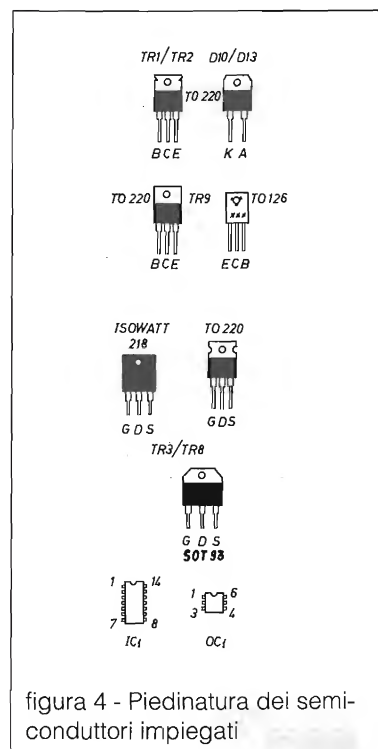 TR1/TR2 D10/D13
TO 220
B C E K A
TO 220 TR9 TO 126
B C E E C B
ISOWATT
218
TO 220
G D S G D S
TR3/TR8
G D S
SOT 93
1 14 1 6
7 8 3 4
IC1 OC1
figura 4 - Piedinatura dei semi-
conduttori impiegati